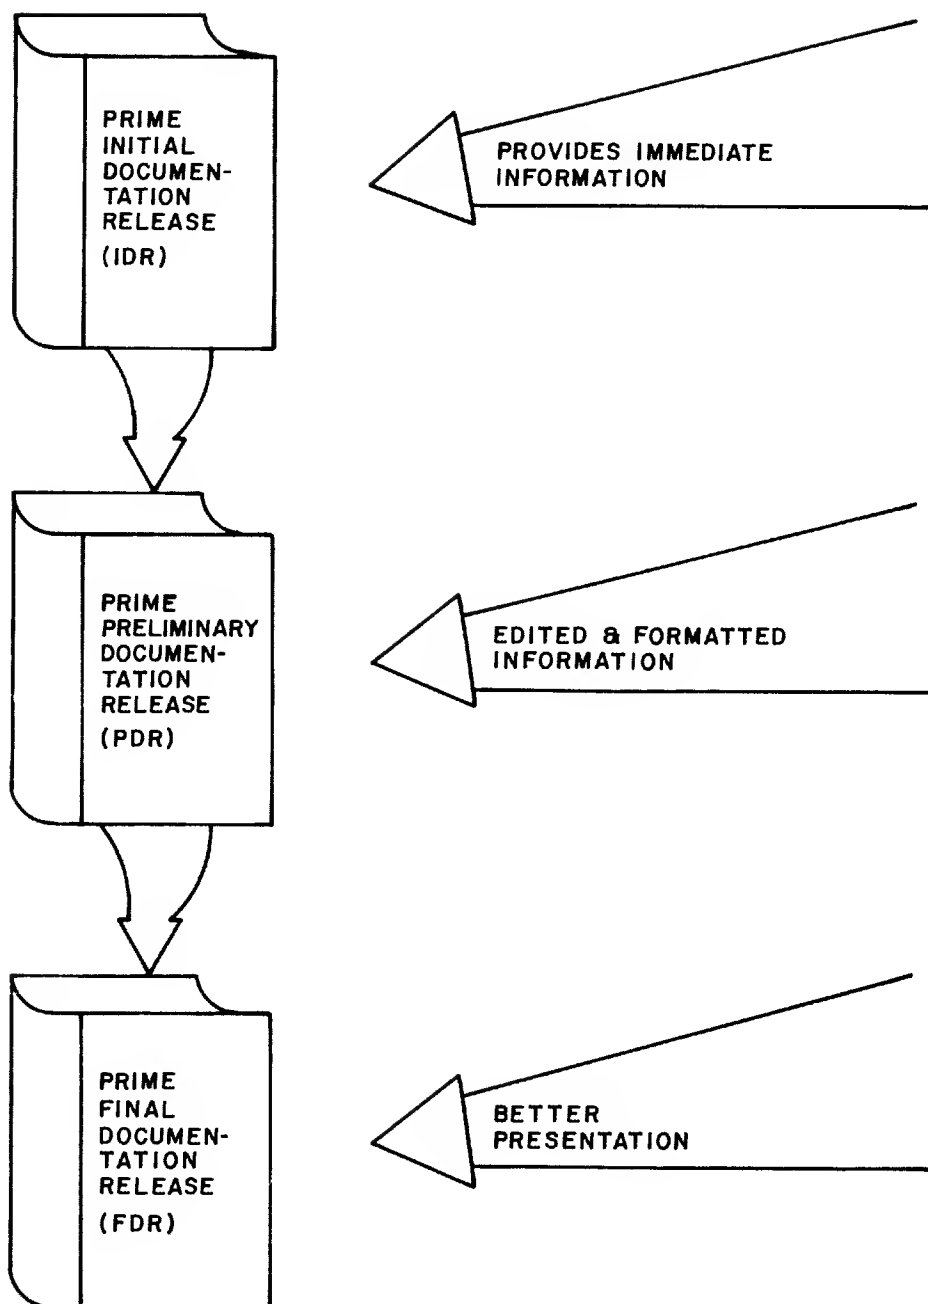 PRIME
INITIAL
DOCUMEN-
TATION
RELEASE
(IDR)
PROVIDES IMMEDIATE
INFORMATION
PRIME
PRELIMINARY
DOCUMEN-
TATION
RELEASE
(PDR)
EDITED & FORMATTED
INFORMATION
PRIME
FINAL
DOCUMEN-
TATION
RELEASE
(FDR)
BETTER
PRESENTATION